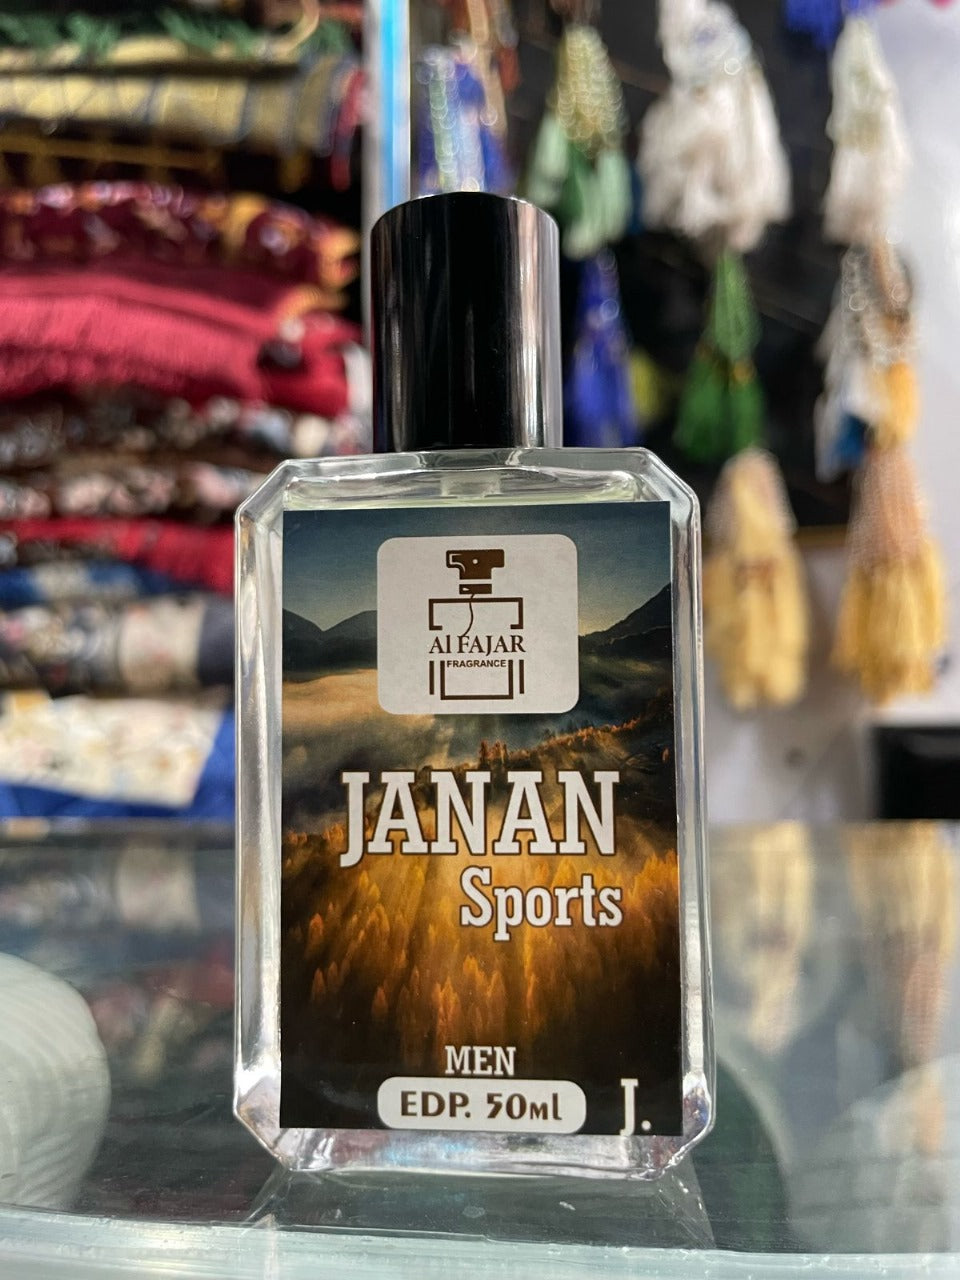 Al FAJAR
FRAGRANCE
JANAN
Sports
MEN
EDP. 50ml
J.